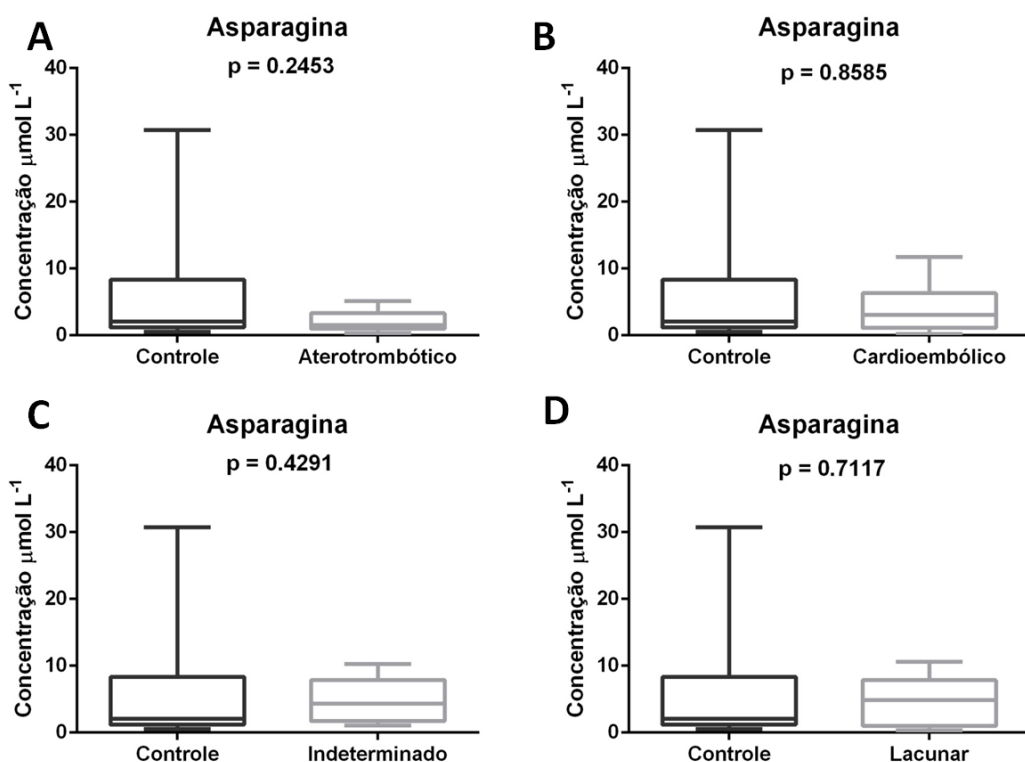 A
Asparagina
p = 0.2453
Concentração μmol L⁻¹
40
30
20
10
0
Controle
Aterotrombótico
B
Asparagina
p = 0.8585
Concentração μmol L⁻¹
40
30
20
10
0
Controle
Cardioembólico
C
Asparagina
p = 0.4291
Concentração μmol L⁻¹
40
30
20
10
0
Controle
Indeterminado
D
Asparagina
p = 0.7117
Concentração μmol L⁻¹
40
30
20
10
0
Controle
Lacunar